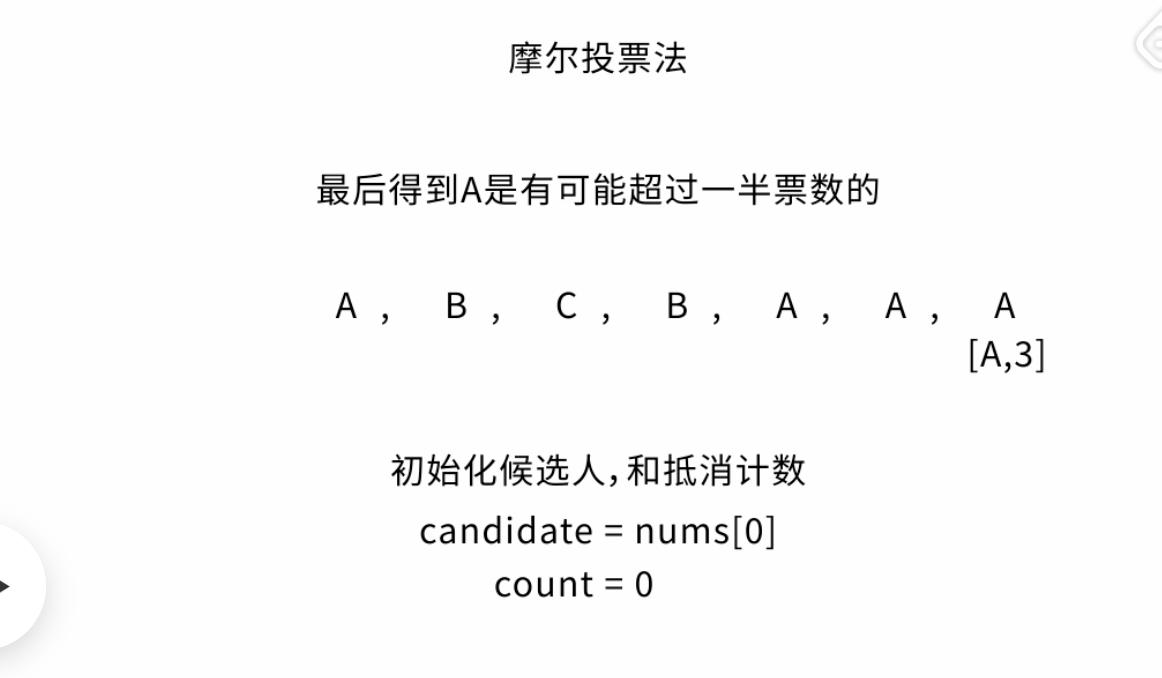 摩尔投票法
最后得到A是有可能超过一半票数的
A , B , C , B , A , A , A
[A,3]
初始化候选人,和抵消计数
candidate = nums[0]
count = 0